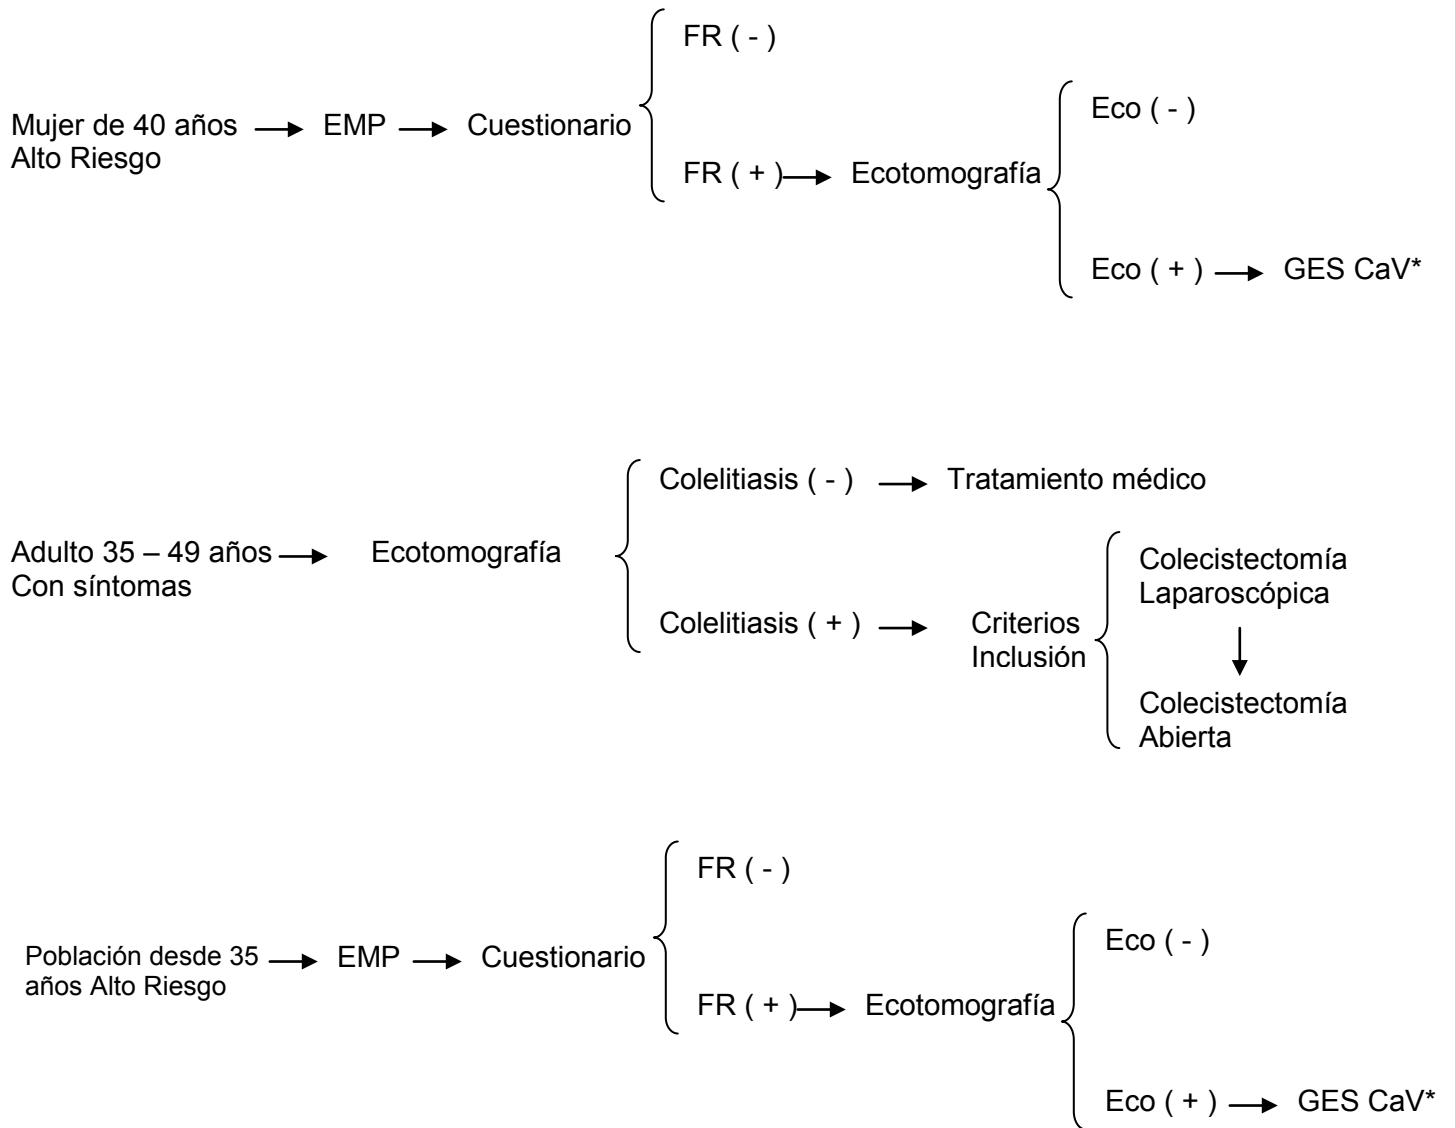 FR ( - )
Mujer de 40 años
Alto Riesgo
EMP
Cuestionario
FR ( + )
Ecotomografía
Eco ( - )
Eco ( + )
GES CaV*
Adulto 35 – 49 años
Con síntomas
Ecotomografía
Colelitiasis ( - )
Tratamiento médico
Colelitiasis ( + )
Criterios
Inclusión
Colecistectomía
Laparoscópica
Colecistectomía
Abierta
Población desde 35
años Alto Riesgo
EMP
Cuestionario
FR ( - )
FR ( + )
Ecotomografía
Eco ( - )
Eco ( + )
GES CaV*